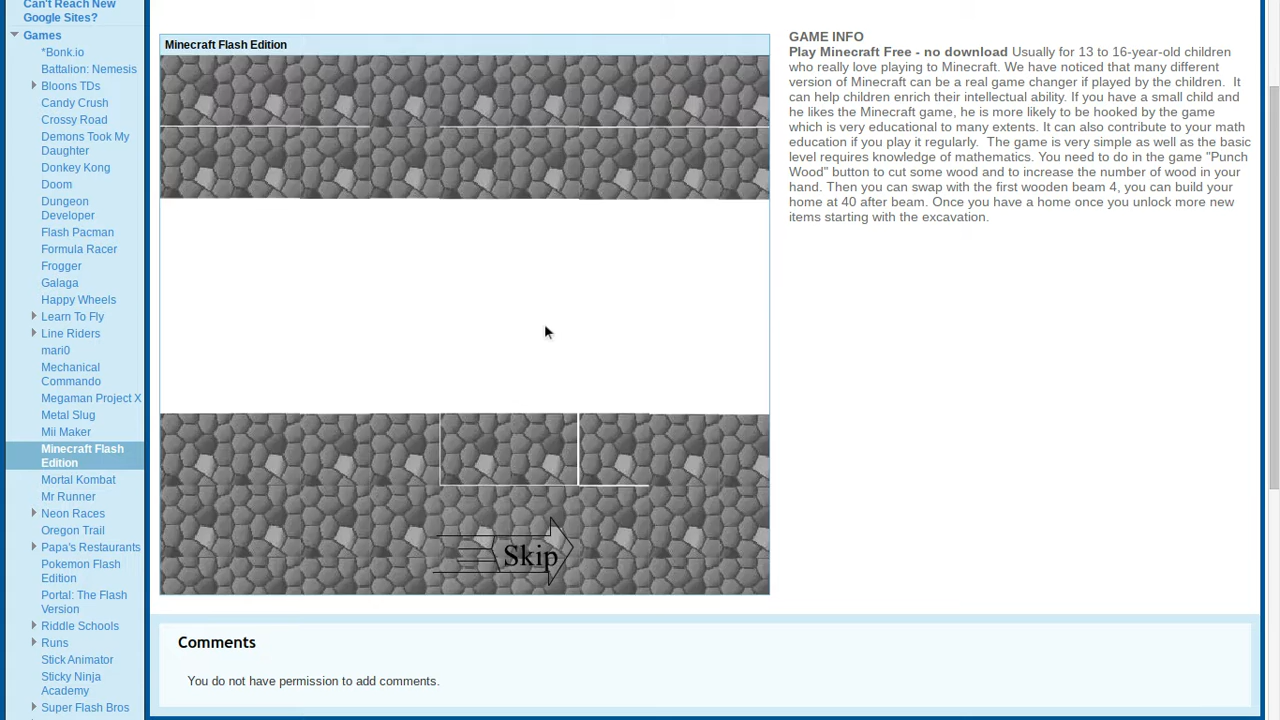 Can't Reach New
Google Sites?
Games
*Bonk.io
Battalion: Nemesis
Bloons TDs
Candy Crush
Crossy Road
Demons Took My
Daughter
Donkey Kong
Doom
Dungeon
Developer
Flash Pacman
Formula Racer
Frogger
Galaga
Happy Wheels
Learn To Fly
Line Riders
mari0
Mechanical
Commando
Megaman Project X
Metal Slug
Mii Maker
Minecraft Flash
Edition
Mortal Kombat
Mr Runner
Neon Races
Oregon Trail
Papa's Restaurants
Pokemon Flash
Edition
Portal: The Flash
Version
Riddle Schools
Runs
Stick Animator
Sticky Ninja
Academy
Super Flash Bros
Minecraft Flash Edition
Skip
GAME INFO
Play Minecraft Free - no download Usually for 13 to 16-year-old children
who really love playing to Minecraft. We have noticed that many different
version of Minecraft can be a real game changer if played by the children. It
can help children enrich their intellectual ability. If you have a small child and
he likes the Minecraft game, he is more likely to be hooked by the game
which is very educational to many extents. It can also contribute to your math
education if you play it regularly. The game is very simple as well as the basic
level requires knowledge of mathematics. You need to do in the game "Punch
Wood" button to cut some wood and to increase the number of wood in your
hand. Then you can swap with the first wooden beam 4, you can build your
home at 40 after beam. Once you have a home once you unlock more new
items starting with the excavation.
Comments
You do not have permission to add comments.